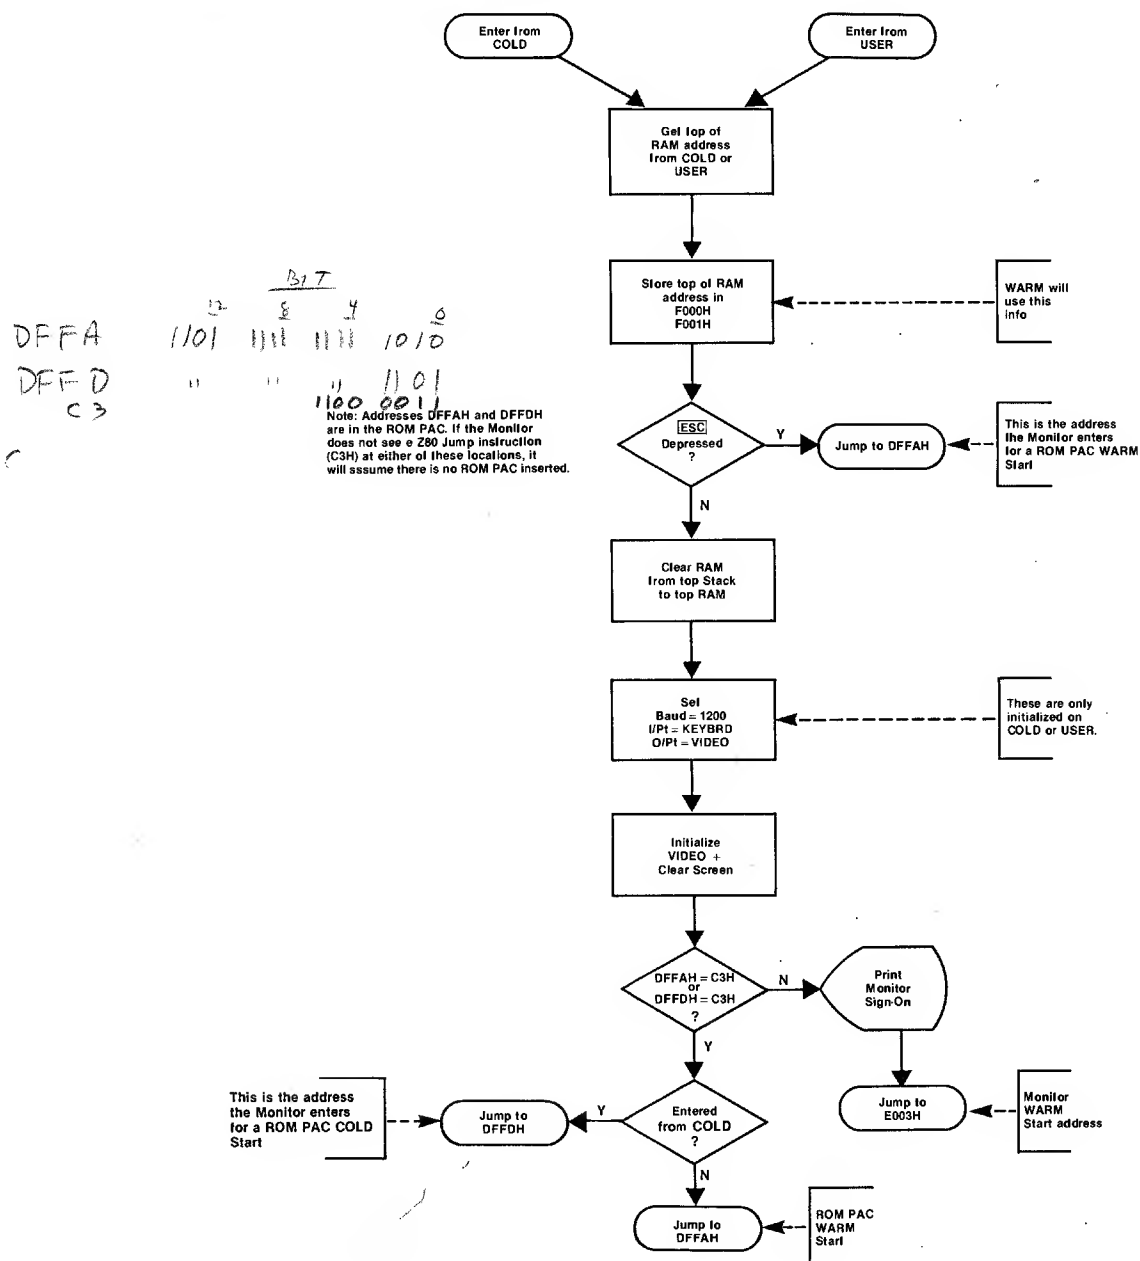 Enter from
COLD
Enter from
USER
Get top of
RAM address
from COLD or
USER
Store top of RAM
address in
F000H
F001H
WARM will
use this
info
BIT
12 8 4 0
DFFA 1101 1111 1111 1010
DFFD " " " 1101
C3 1100 0011
Note: Addresses DFFAH and DFFDH
are in the ROM PAC. If the Monitor
does not see e Z80 Jump instruction
(C3H) at either of these locations, it
will sssume there is no ROM PAC inserted.
ESC
Depressed
?
Y
Jump to DFFAH
This is the address
the Monitor enters
for a ROM PAC WARM
Start
N
Clear RAM
from top Stack
to top RAM
Set
Baud = 1200
I/Pt = KEYBRD
O/Pt = VIDEO
These are only
initialized on
COLD or USER.
Initialize
VIDEO +
Clear Screen
DFFAH = C3H
or
DFFDH = C3H
?
N
Print
Monitor
Sign-On
Y
Jump to
E003H
Monitor
WARM
Start address
This is the address
the Monitor enters
for a ROM PAC COLD
Start
Jump to
DFFDH
Y
Entered
from COLD
?
N
Jump to
DFFAH
ROM PAC
WARM
Start